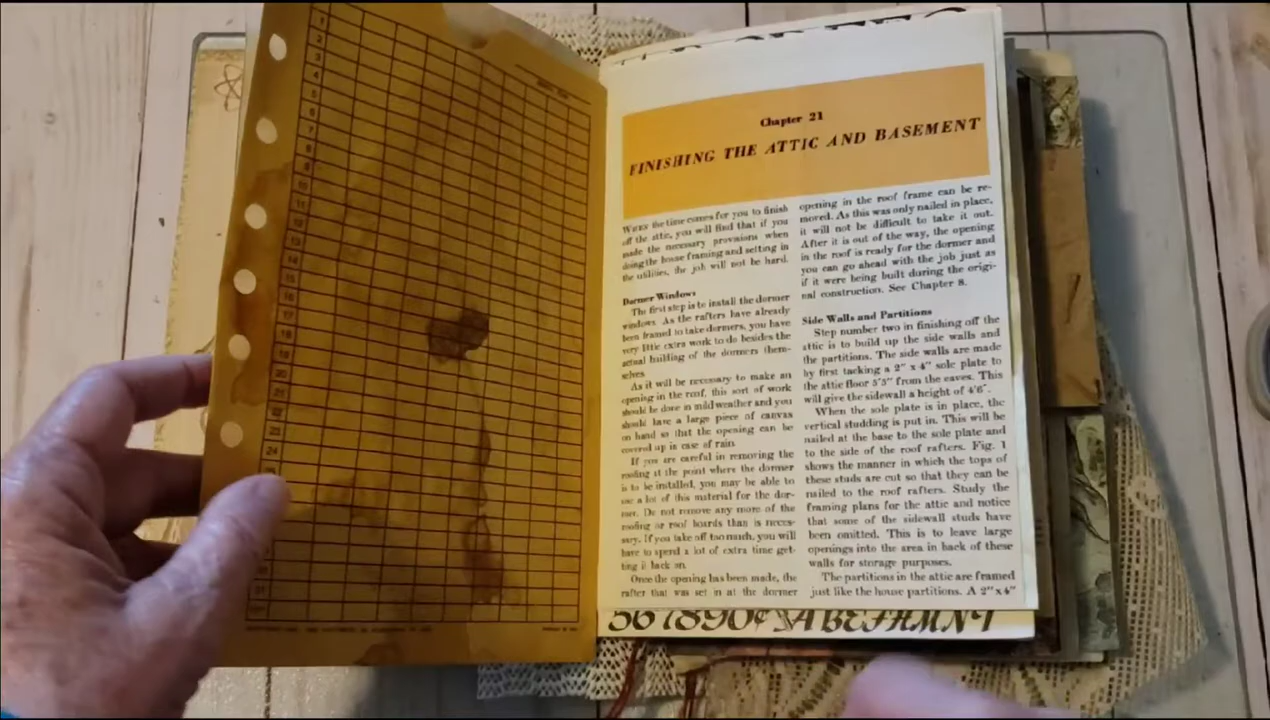 1
2
3
4
5
6
7
8
9
10
11
12
13
14
15
16
17
18
19
20
21
22
23
24
Chapter 21
FINISHING THE ATTIC AND BASEMENT
WHEN the time comes for you to finish
off the attic, you will find that if you
made the necessary provisions when
doing the house framing and setting in
the utilities, the job will not be hard.
Dormer Windows
The first step is to install the dormer
windows. As the rafters have already
been framed to take dormers, you have
very little extra work to do besides the
actual building of the dormers them-
selves.
As it will be necessary to make an
opening in the roof, this sort of work
should be done in mild weather and you
should have a large piece of canvas
on hand so that the opening can be
covered up in case of rain.
If you are careful in removing the
roofing at the point where the dormer
is to be installed, you may be able to
use a lot of this material for the dor-
mer. Do not remove any more of the
roofing or roof boards than is neces-
sary. If you take off too much, you will
have to spend a lot of extra time get-
ting it back on.
Once the opening has been made, the
rafter that was set in at the dormer
opening in the roof frame can be re-
moved. As this was only nailed in place,
it will not be difficult to take it out.
After it is out of the way, the opening
in the roof is ready for the dormer and
you can go ahead with the job just as
if it were being built during the origi-
nal construction. See Chapter 8.
Side Walls and Partitions
Step number two in finishing off the
attic is to build up the side walls and
the partitions. The side walls are made
by first tacking a 2" x 4" sole plate to
the attic floor 5'3" from the eaves. This
will give the sidewall a height of 4'6".
When the sole plate is in place, the
vertical studding is put in. This will be
nailed at the base to the sole plate and
to the side of the roof rafters. Fig. 1
shows the manner in which the tops of
these studs are cut so that they can be
nailed to the roof rafters. Study the
framing plans for the attic and notice
that some of the sidewall studs have
been omitted. This is to leave large
openings into the area in back of these
walls for storage purposes.
The partitions in the attic are framed
just like the house partitions. A 2" x 4"
567890¢